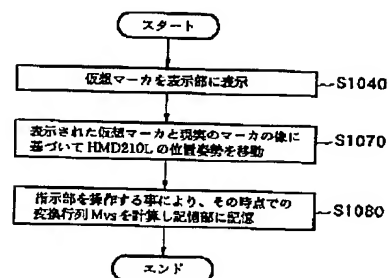 スタート
仮想マーカを表示部に表示
S1040
表示された仮想マーカと現実のマーカの像に
基づいてHMD210Lの位置姿勢を移動
S1070
指示部を操作する事により、その時点での
変換行列Mvsを計算し記憶部に記憶
S1080
エンド